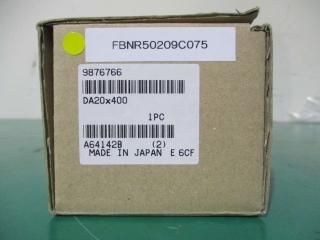 FBNR50209C075
9876766
DA20x400
1PC
A64142B (2)
MADE IN JAPAN E 6CF